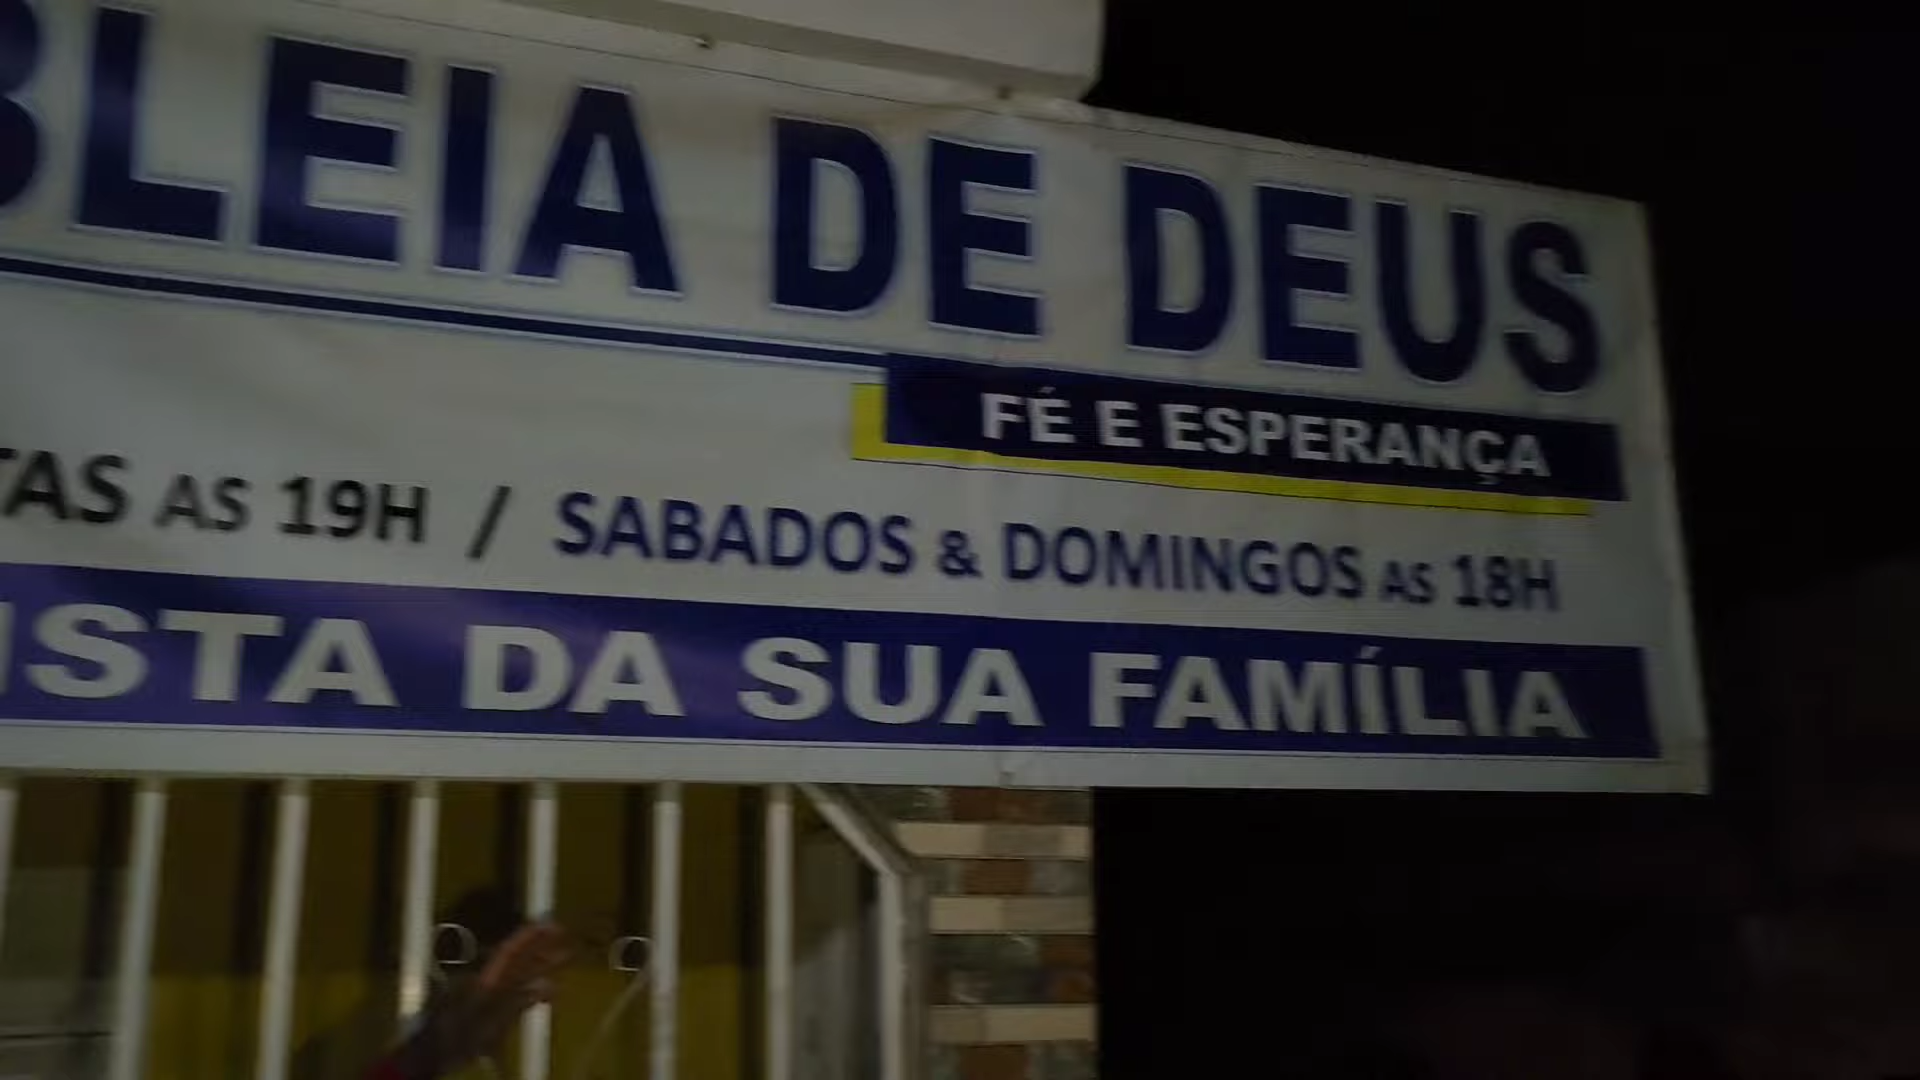 BLEIA DE DEUS
FÉ E ESPERANÇA
TAS AS 19H / SABADOS & DOMINGOS AS 18H
ISTA DA SUA FAMÍLIA